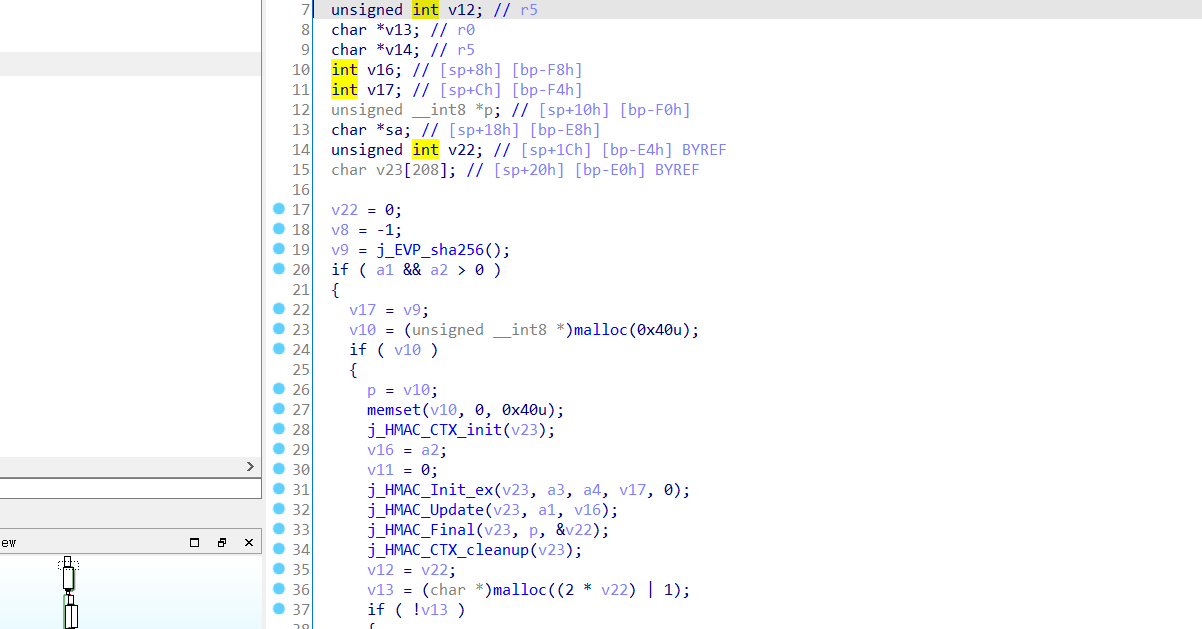 7 unsigned int v12; // r5
8 char *v13; // r0
9 char *v14; // r5
10 int v16; // [sp+8h] [bp-F8h]
11 int v17; // [sp+Ch] [bp-F4h]
12 unsigned __int8 *p; // [sp+10h] [bp-F0h]
13 char *sa; // [sp+18h] [bp-E8h]
14 unsigned int v22; // [sp+1Ch] [bp-E4h] BYREF
15 char v23[208]; // [sp+20h] [bp-E0h] BYREF
16
17 v22 = 0;
18 v8 = -1;
19 v9 = j_EVP_sha256();
20 if ( a1 && a2 > 0 )
21 {
22 v17 = v9;
23 v10 = (unsigned __int8 *)malloc(0x40u);
24 if ( v10 )
25 {
26 p = v10;
27 memset(v10, 0, 0x40u);
28 j_HMAC_CTX_init(v23);
29 v16 = a2;
30 v11 = 0;
31 j_HMAC_Init_ex(v23, a3, a4, v17, 0);
32 j_HMAC_Update(v23, a1, v16);
33 j_HMAC_Final(v23, p, &v22);
34 j_HMAC_CTX_cleanup(v23);
35 v12 = v22;
36 v13 = (char *)malloc((2 * v22) | 1);
37 if ( !v13 )
38 {
ew